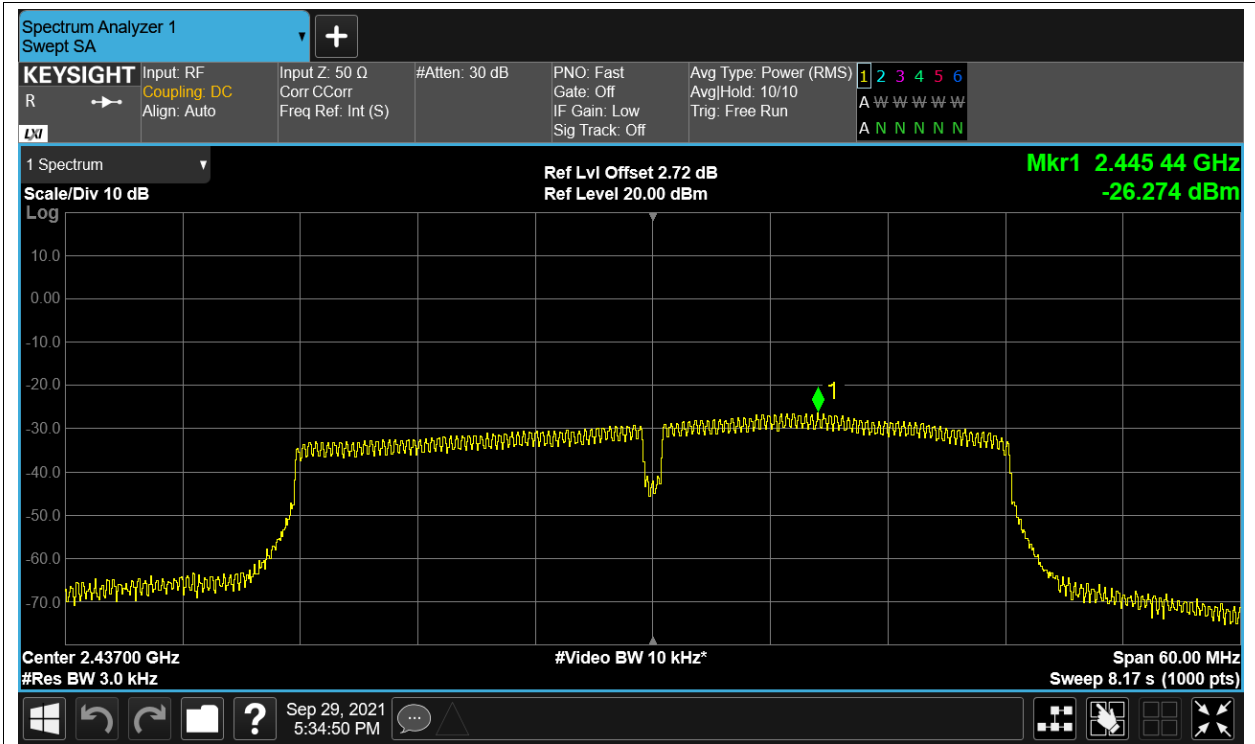 Spectrum Analyzer 1
Swept SA
KEYSIGHT
R
LXI
Input: RF
Coupling: DC
Align: Auto
Input Z: 50 Ω
Corr CCorr
Freq Ref: Int (S)
#Atten: 30 dB
PNO: Fast
Gate: Off
IF Gain: Low
Sig Track: Off
Avg Type: Power (RMS)
Avg|Hold: 10/10
Trig: Free Run
1 2 3 4 5 6
A W W W W W
A N N N N N
1 Spectrum
Scale/Div 10 dB
Ref Lvl Offset 2.72 dB
Ref Level 20.00 dBm
Mkr1 2.445 44 GHz
-26.274 dBm
Log
10.0
0.00
-10.0
-20.0
-30.0
-40.0
-50.0
-60.0
-70.0
1
Center 2.43700 GHz
#Res BW 3.0 kHz
#Video BW 10 kHz*
Span 60.00 MHz
Sweep 8.17 s (1000 pts)
?
Sep 29, 2021
5:34:50 PM